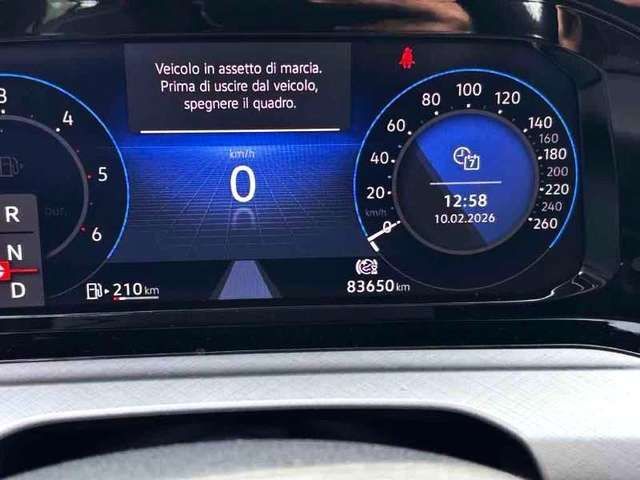 Veicolo in assetto di marcia.
Prima di uscire dal veicolo,
spegnere il quadro.
km/h
0
3
4
5
6
R
N
D
210 km
0
20
40
60
80
100
120
140
160
180
200
220
240
260
km/h
7
12:58
10.02.2026
83650 km